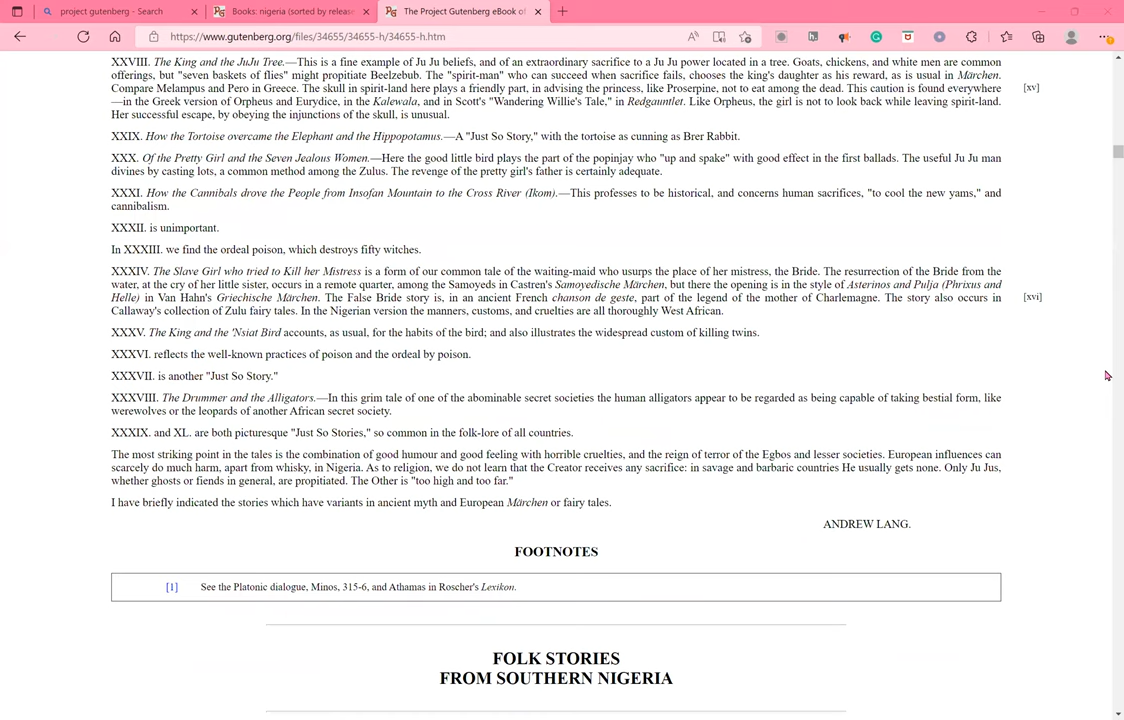 project gutenberg - Search
Books: nigeria (sorted by release
The Project Gutenberg eBook of
https://www.gutenberg.org/files/34655/34655-h/34655-h.htm
XXVIII. The King and the JuJu Tree.—This is a fine example of Ju Ju beliefs, and of an extraordinary sacrifice to a Ju Ju power located in a tree. Goats, chickens, and white men are common
offerings, but "seven baskets of flies" might propitiate Beelzebub. The "spirit-man" who can succeed when sacrifice fails, chooses the king's daughter as his reward, as is usual in Märchen.
Compare Melampus and Pero in Greece. The skull in spirit-land here plays a friendly part, in advising the princess, like Proserpine, not to eat among the dead. This caution is found everywhere
[xv]
—in the Greek version of Orpheus and Eurydice, in the Kalewala, and in Scott's "Wandering Willie's Tale," in Redgauntlet. Like Orpheus, the girl is not to look back while leaving spirit-land.
Her successful escape, by obeying the injunctions of the skull, is unusual.
XXIX. How the Tortoise overcame the Elephant and the Hippopotamus.—A "Just So Story," with the tortoise as cunning as Brer Rabbit.
XXX. Of the Pretty Girl and the Seven Jealous Women.—Here the good little bird plays the part of the popinjay who "up and spake" with good effect in the first ballads. The useful Ju Ju man
divines by casting lots, a common method among the Zulus. The revenge of the pretty girl's father is certainly adequate.
XXXI. How the Cannibals drove the People from Insofan Mountain to the Cross River (Ikom).—This professes to be historical, and concerns human sacrifices, "to cool the new yams," and
cannibalism.
XXXII. is unimportant.
In XXXIII. we find the ordeal poison, which destroys fifty witches.
XXXIV. The Slave Girl who tried to Kill her Mistress is a form of our common tale of the waiting-maid who usurps the place of her mistress, the Bride. The resurrection of the Bride from the
water, at the cry of her little sister, occurs in a remote quarter, among the Samoyeds in Castren's Samoyedische Märchen, but there the opening is in the style of Asterinos and Pulja (Phrixus and
Helle) in Van Hahn's Griechische Märchen. The False Bride story is, in an ancient French chanson de geste, part of the legend of the mother of Charlemagne. The story also occurs in
[xvi]
Callaway's collection of Zulu fairy tales. In the Nigerian version the manners, customs, and cruelties are all thoroughly West African.
XXXV. The King and the 'Nsiat Bird accounts, as usual, for the habits of the bird; and also illustrates the widespread custom of killing twins.
XXXVI. reflects the well-known practices of poison and the ordeal by poison.
XXXVII. is another "Just So Story."
XXXVIII. The Drummer and the Alligators.—In this grim tale of one of the abominable secret societies the human alligators appear to be regarded as being capable of taking bestial form, like
werewolves or the leopards of another African secret society.
XXXIX. and XL. are both picturesque "Just So Stories," so common in the folk-lore of all countries.
The most striking point in the tales is the combination of good humour and good feeling with horrible cruelties, and the reign of terror of the Egbos and lesser societies. European influences can
scarcely do much harm, apart from whisky, in Nigeria. As to religion, we do not learn that the Creator receives any sacrifice: in savage and barbaric countries He usually gets none. Only Ju Jus,
whether ghosts or fiends in general, are propitiated. The Other is "too high and too far."
I have briefly indicated the stories which have variants in ancient myth and European Märchen or fairy tales.
ANDREW LANG.
FOOTNOTES
[1] See the Platonic dialogue, Minos, 315-6, and Athamas in Roscher's Lexikon.
FOLK STORIES
FROM SOUTHERN NIGERIA